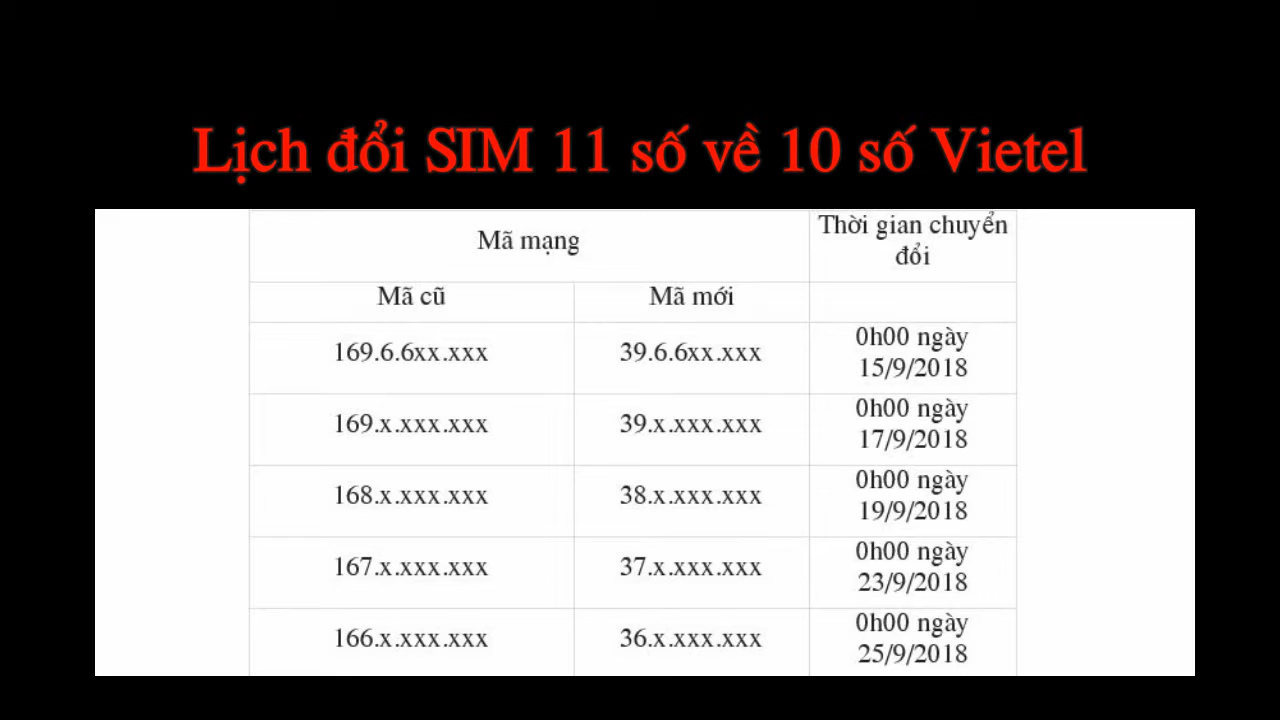 Lịch đổi SIM 11 số về 10 số Vietel
Mã mạng
Thời gian chuyển
đổi
Mã cũ
Mã mới
169.6.6xx.xxx
39.6.6xx.xxx
0h00 ngày
15/9/2018
169.x.xxx.xxx
39.x.xxx.xxx
0h00 ngày
17/9/2018
168.x.xxx.xxx
38.x.xxx.xxx
0h00 ngày
19/9/2018
167.x.xxx.xxx
37.x.xxx.xxx
0h00 ngày
23/9/2018
166.x.xxx.xxx
36.x.xxx.xxx
0h00 ngày
25/9/2018